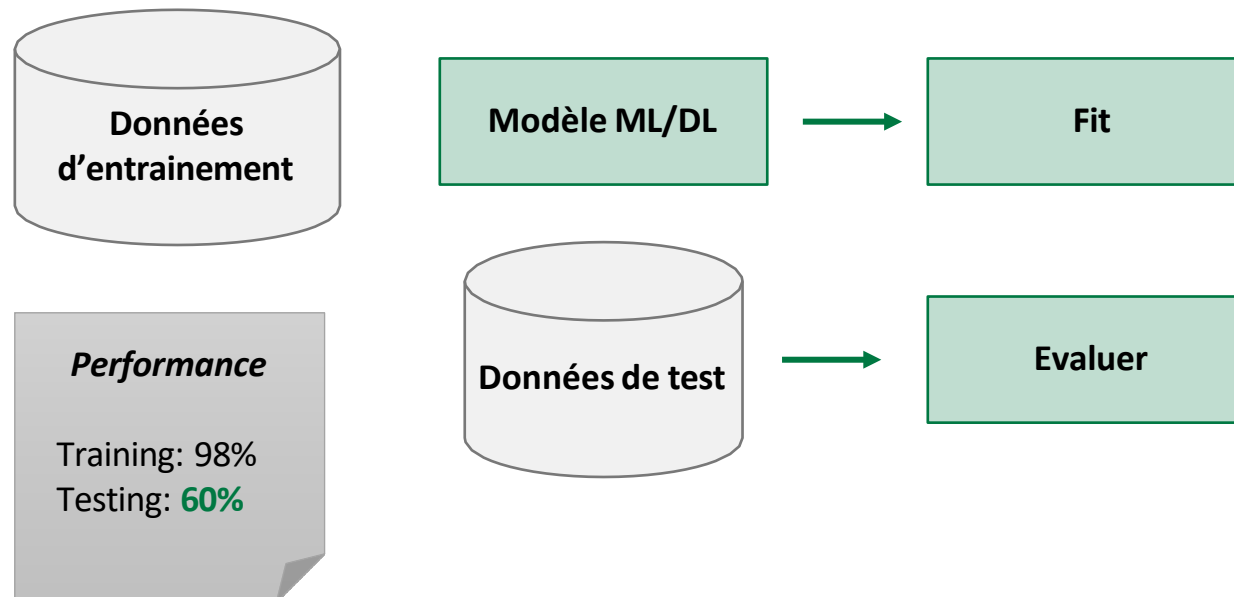 Données
d’entrainement
Modèle ML/DL
Fit
Données de test
Evaluer
Performance
Training: 98%
Testing: 60%